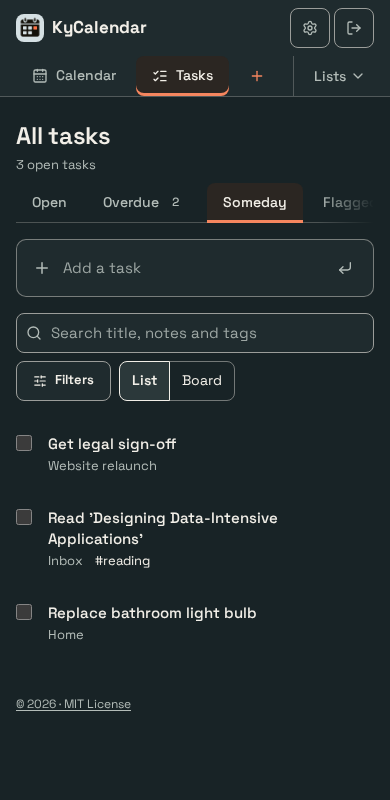 KyCalendar
Calendar Tasks + Lists
All tasks
3 open tasks
Open Overdue 2 Someday Flagged
Add a task
Search title, notes and tags
Filters List Board
Get legal sign-off
Website relaunch
Read 'Designing Data-Intensive
Applications'
Inbox #reading
Replace bathroom light bulb
Home
© 2026 · MIT License